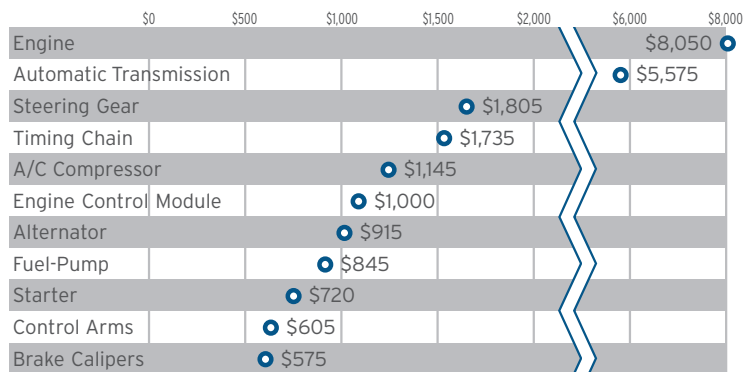 $0 $500 $1,000 $1,500 $2,000 $6,000 $8,000
Engine $8,050
Automatic Transmission $5,575
Steering Gear $1,805
Timing Chain $1,735
A/C Compressor $1,145
Engine Control Module $1,000
Alternator $915
Fuel-Pump $845
Starter $720
Control Arms $605
Brake Calipers $575